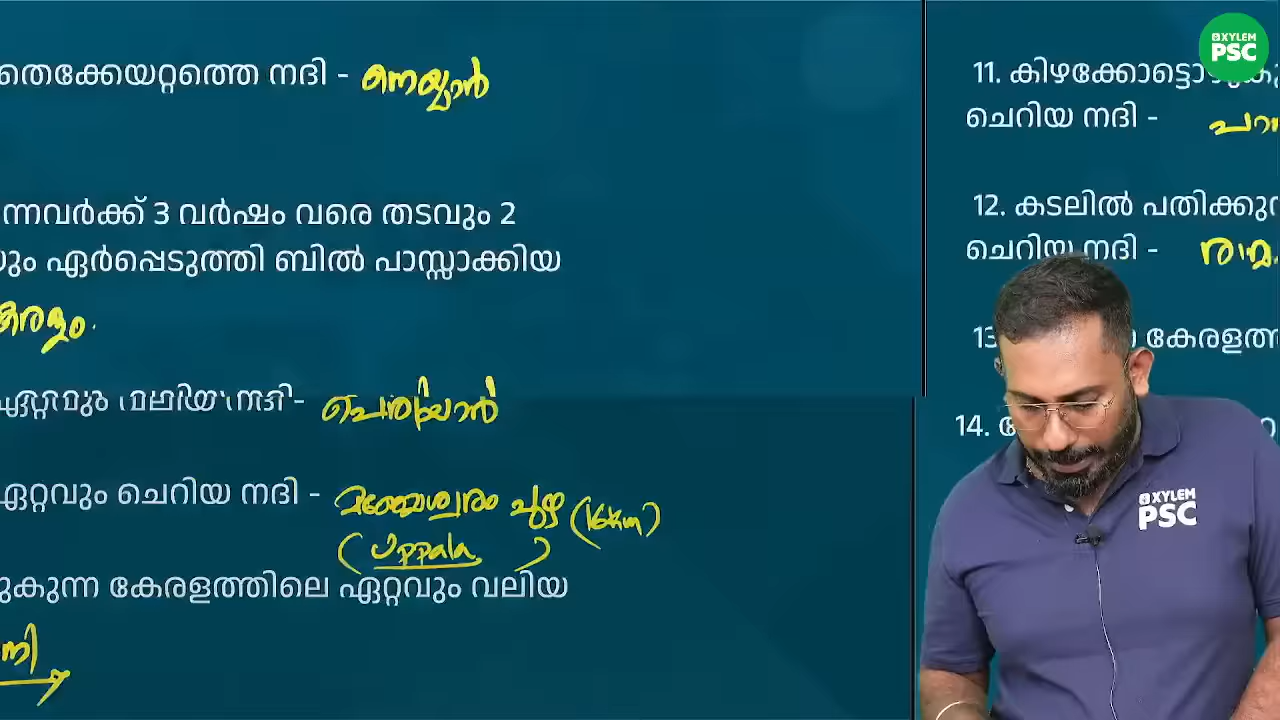 തെക്കേയറ്റത്തെ നദി - നെയ്യാർ
ന്നവർക്ക് 3 വർഷം വരെ തടവും 2
യും ഏർപ്പെടുത്തി ബിൽ പാസ്സാക്കിയ
കേരളം.
ഏറ്റവും വലിയ നദി- പെരിയാർ
ഏറ്റവും ചെറിയ നദി - മഞ്ചേശ്വരം പുഴ (16km)
(Uppala)
കുന്ന കേരളത്തിലെ ഏറ്റവും വലിയ
നി
11. കിഴക്കോട്ടൊഴുകു
ചെറിയ നദി -
12. കടലിൽ പതിക്കുന്ന
ചെറിയ നദി - രാമ
13 കേരളത്ത
14.
XYLEM
PSC
XYLEM
PSC